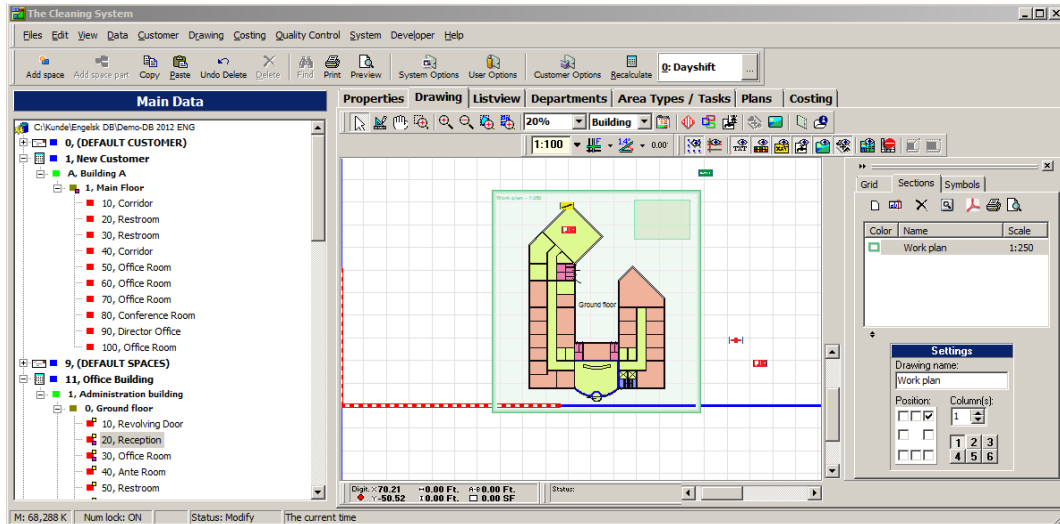 The Cleaning System
Files Edit View Data Customer Drawing Costing Quality Control System Developer Help
Add space Add space part Copy Paste Undo Delete Delete Find Print Preview System Options User Options Customer Options Recalculate 0: Dayshift ...
Main Data
Properties Drawing Listview Departments Area Types / Tasks Plans Costing
C:\Kunde\Engelsk DB\Demo-DB 2012 ENG
0, (DEFAULT CUSTOMER)
1, New Customer
A, Building A
1, Main Floor
10, Corridor
20, Restroom
30, Restroom
40, Corridor
50, Office Room
60, Office Room
70, Office Room
80, Conference Room
90, Director Office
100, Office Room
9, (DEFAULT SPACES)
11, Office Building
1, Administration building
0, Ground floor
10, Revolving Door
20, Reception
30, Office Room
40, Ante Room
50, Restroom
20% Building
1:100 14° 0.00'
Work plan - 1:250
Ground floor
Grid Sections Symbols
Color Name Scale
Work plan 1:250
Settings
Drawing name:
Work plan
Position: Column(s):
1
1 2 3
4 5 6
Digit. X 70.21 0.00 Ft. 0.00 Ft. Status:
Y -50.52 0.00 Ft. 0.00 SF
M: 68,288 K Num lock: ON Status: Modify The current time